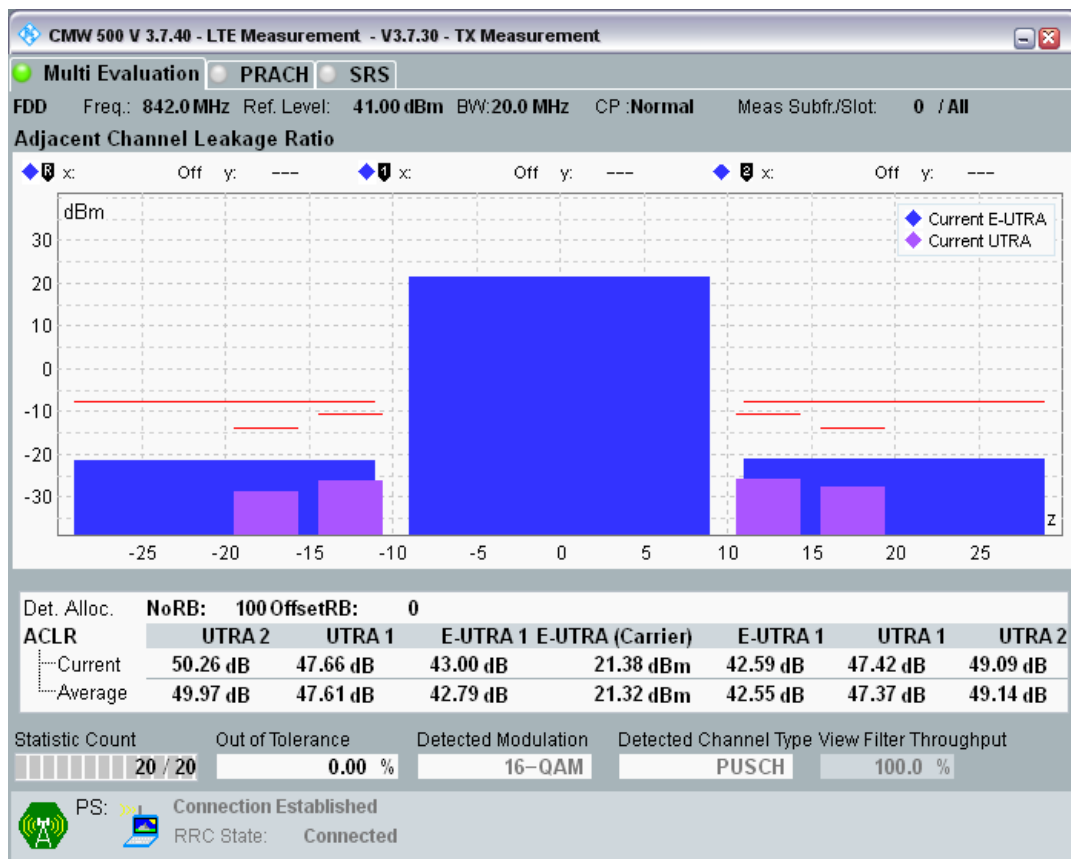 CMW 500 V 3.7.40 - LTE Measurement - V3.7.30 - TX Measurement
Multi Evaluation PRACH SRS
FDD Freq.: 842.0 MHz Ref. Level: 41.00 dBm BW:20.0 MHz CP :Normal Meas Subfr./Slot: 0 / All
Adjacent Channel Leakage Ratio
R x: Off y: --- 1 x: Off y: --- 2 x: Off y: ---
dBm
Current E-UTRA
Current UTRA
30
20
10
0
-10
-20
-30
z
-25 -20 -15 -10 -5 0 5 10 15 20 25
Det. Alloc. NoRB: 100 OffsetRB: 0
ACLR UTRA 2 UTRA 1 E-UTRA 1 E-UTRA (Carrier) E-UTRA 1 UTRA 1 UTRA 2
Current 50.26 dB 47.66 dB 43.00 dB 21.38 dBm 42.59 dB 47.42 dB 49.09 dB
Average 49.97 dB 47.61 dB 42.79 dB 21.32 dBm 42.55 dB 47.37 dB 49.14 dB
Statistic Count Out of Tolerance Detected Modulation Detected Channel Type View Filter Throughput
20 / 20 0.00 % 16-QAM PUSCH 100.0 %
PS: Connection Established
RRC State: Connected